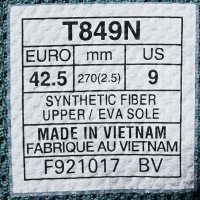 T849N
EURO mm US
42.5 270(2.5) 9
SYNTHETIC FIBER
UPPER / EVA SOLE
MADE IN VIETNAM
FABRIQUE AU VIETNAM
F921017 BV